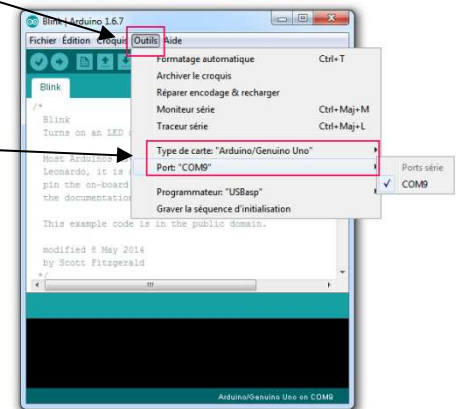 Blink | Arduino 1.6.7
Fichier Édition Croquis Outils Aide
Formatage automatique Ctrl+T
Archiver le croquis
Réparer encodage & recharger
Moniteur série Ctrl+Maj+M
Traceur série Ctrl+Maj+L
Type de carte: "Arduino/Genuino Uno"
Port: "COM9"
Programmateur: "USBasp"
Graver la séquence d'initialisation
Ports série
COM9
Blink
/*
Blink
Turns on an LED
Most Arduinos
Leonardo, it is
pin the on-board
the documentation
This example code is in the public domain.
modified 8 May 2014
by Scott Fitzgerald
*/
Arduino/Genuino Uno on COM9